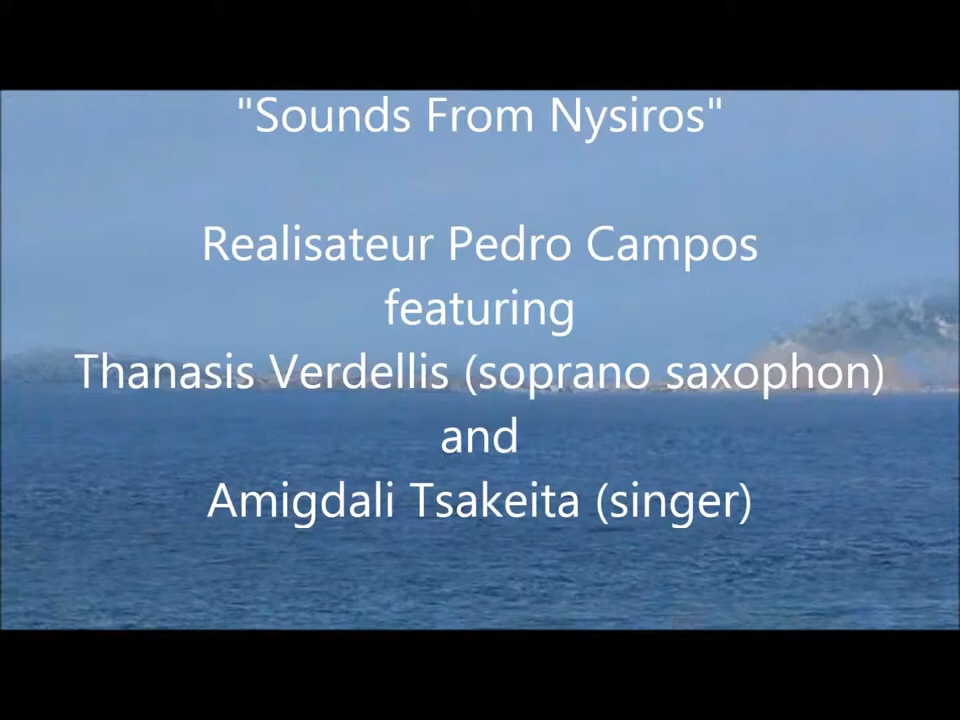 "Sounds From Nysiros"
Realisateur Pedro Campos
featuring
Thanasis Verdellis (soprano saxophon)
and
Amigdali Tsakeita (singer)